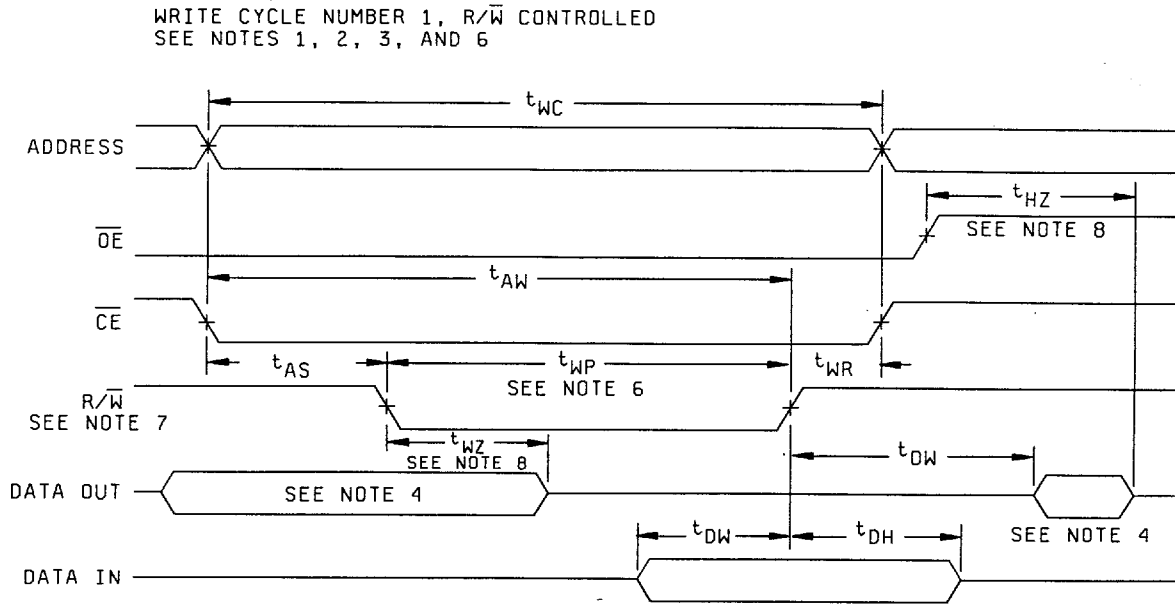 WRITE CYCLE NUMBER 1, R/W̅ CONTROLLED
SEE NOTES 1, 2, 3, AND 6
tWC
ADDRESS
tHZ
SEE NOTE 8
O̅E̅
tAW
C̅E̅
tAS
tWP
SEE NOTE 6
tWR
R/W̅
SEE NOTE 7
tWZ
SEE NOTE 8
tOW
DATA OUT
SEE NOTE 4
SEE NOTE 4
tDW
tDH
DATA IN